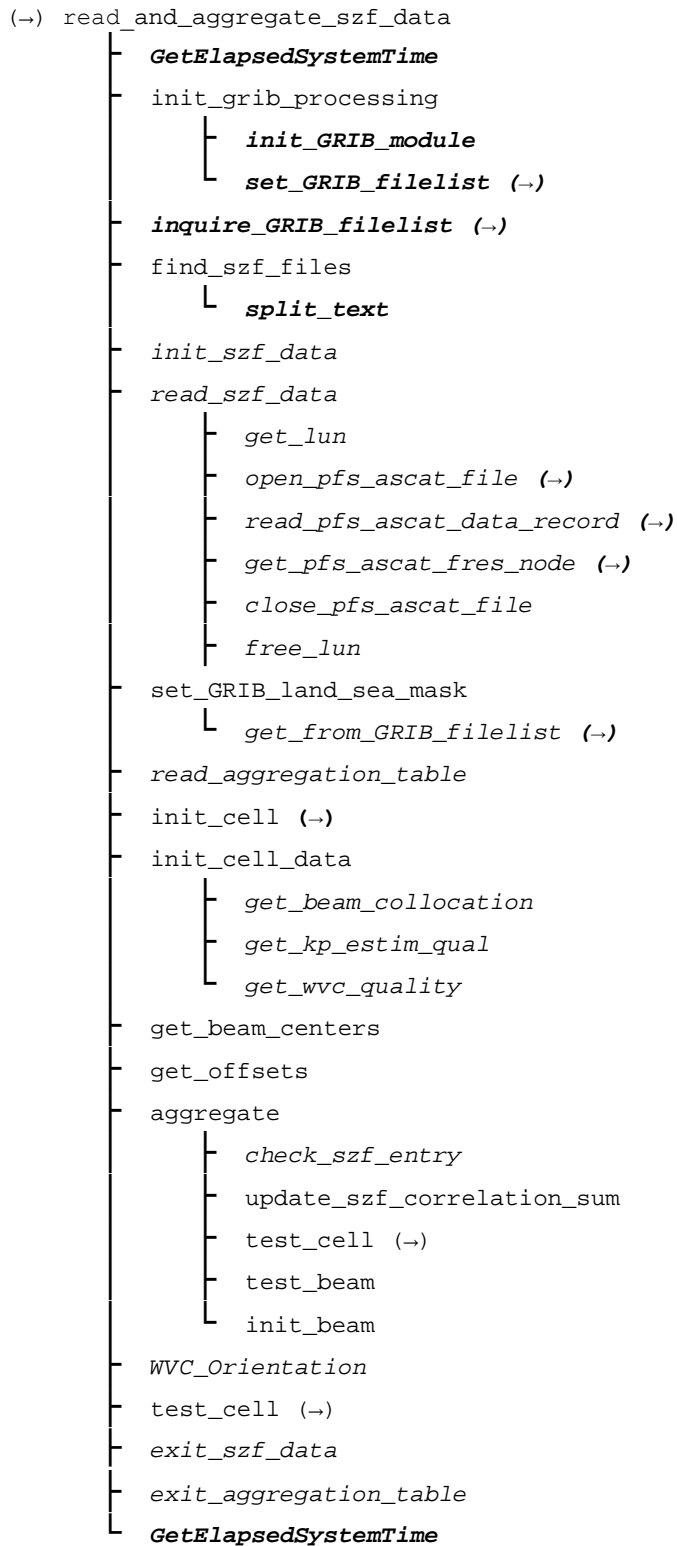 (→) read_and_aggregate_szf_data
GetElapsedSystemTime
init_grib_processing
init_GRIB_module
set_GRIB_filelist (→)
inquire_GRIB_filelist (→)
find_szf_files
split_text
init_szf_data
read_szf_data
get_lun
open_pfs_ascat_file (→)
read_pfs_ascat_data_record (→)
get_pfs_ascat_fres_node (→)
close_pfs_ascat_file
free_lun
set_GRIB_land_sea_mask
get_from_GRIB_filelist (→)
read_aggregation_table
init_cell (→)
init_cell_data
get_beam_collocation
get_kp_estim_qual
get_wvc_quality
get_beam_centers
get_offsets
aggregate
check_szf_entry
update_szf_correlation_sum
test_cell (→)
test_beam
init_beam
WVC_Orientation
test_cell (→)
exit_szf_data
exit_aggregation_table
GetElapsedSystemTime